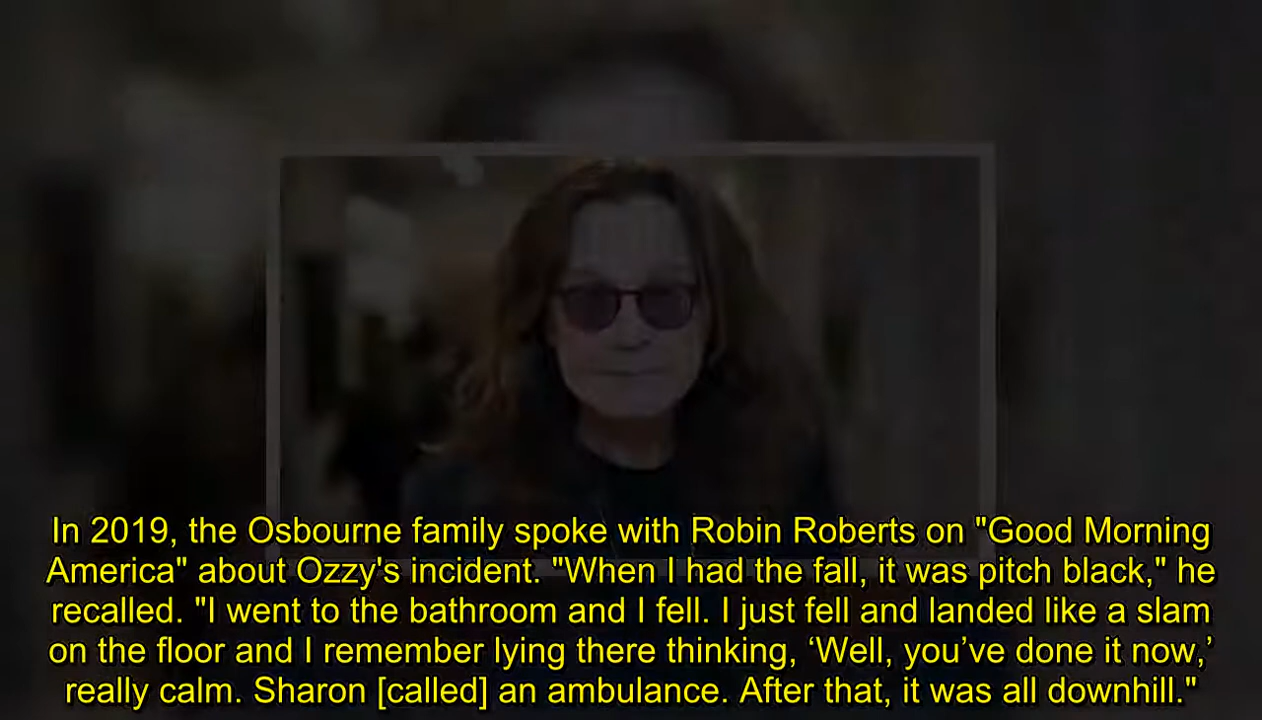 In 2019, the Osbourne family spoke with Robin Roberts on "Good Morning
America" about Ozzy's incident. "When I had the fall, it was pitch black," he
recalled. "I went to the bathroom and I fell. I just fell and landed like a slam
on the floor and I remember lying there thinking, ‘Well, you’ve done it now,’
really calm. Sharon [called] an ambulance. After that, it was all downhill."